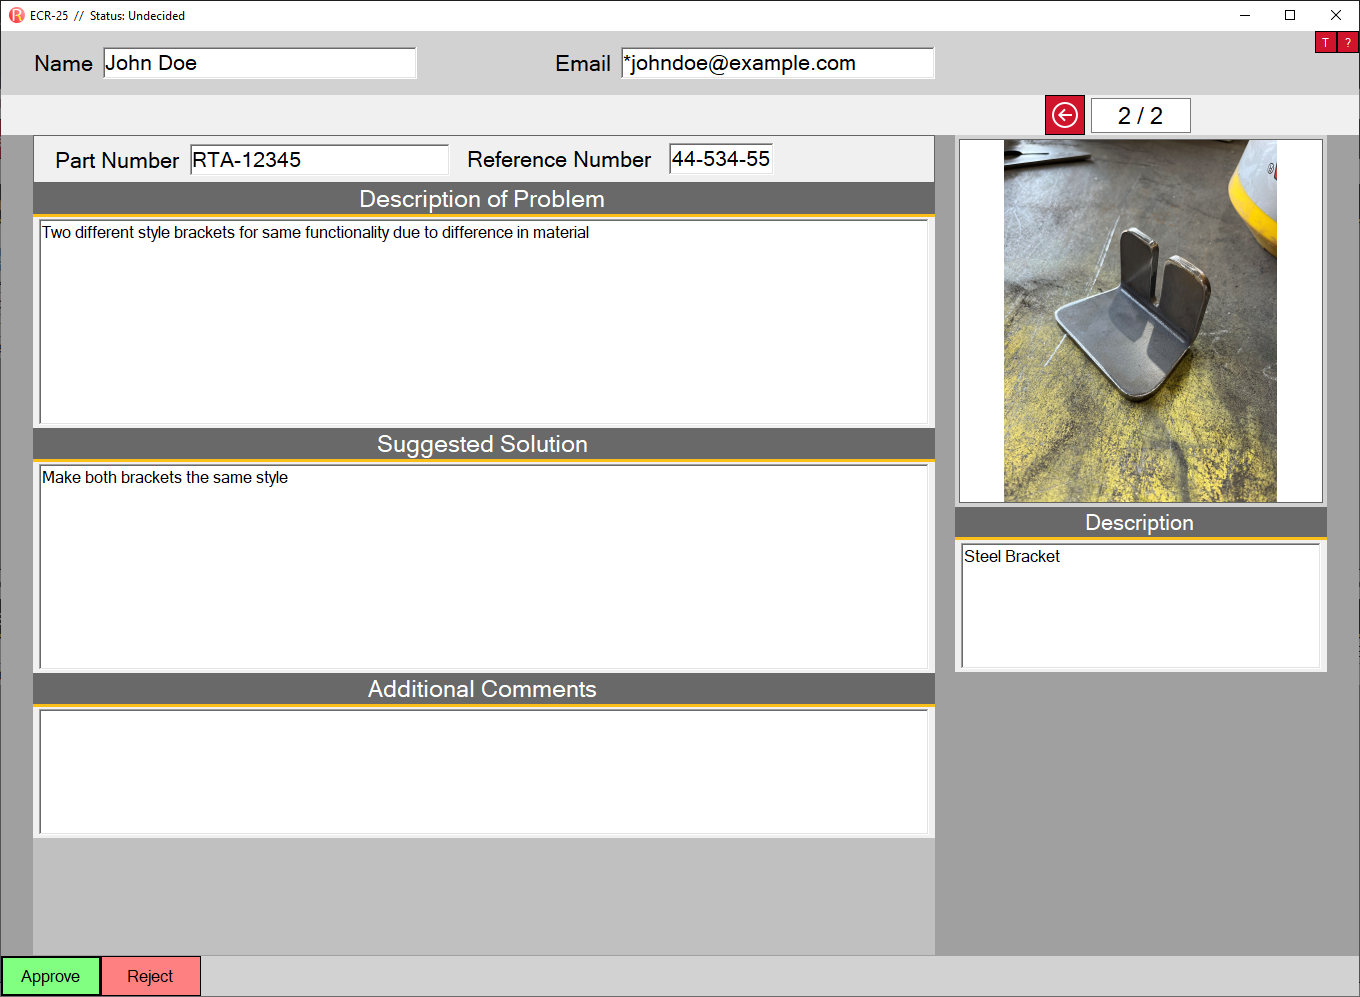 ECR-25 // Status: Undecided
T ?
Name John Doe Email *johndoe@example.com
2 / 2
Part Number RTA-12345 Reference Number 44-534-55
Description of Problem
Two different style brackets for same functionality due to difference in material
Suggested Solution
Make both brackets the same style
Additional Comments
Description
Steel Bracket
Approve Reject